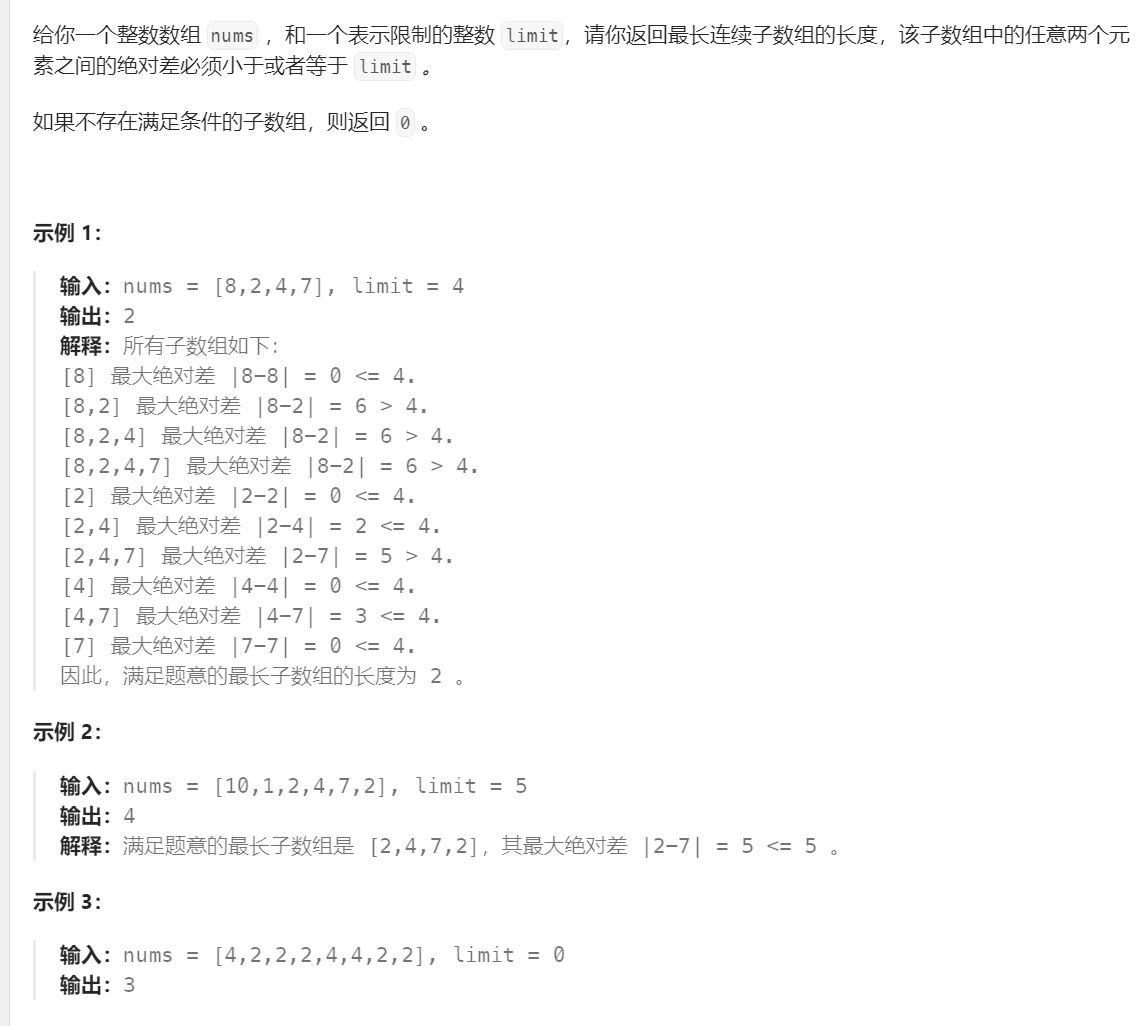 给你一个整数数组 nums ，和一个表示限制的整数 limit，请你返回最长连续子数组的长度，该子数组中的任意两个元
素之间的绝对差必须小于或者等于 limit 。
如果不存在满足条件的子数组，则返回 0 。
示例 1：
输入：nums = [8,2,4,7], limit = 4
输出：2
解释：所有子数组如下：
[8] 最大绝对差 |8-8| = 0 <= 4.
[8,2] 最大绝对差 |8-2| = 6 > 4.
[8,2,4] 最大绝对差 |8-2| = 6 > 4.
[8,2,4,7] 最大绝对差 |8-2| = 6 > 4.
[2] 最大绝对差 |2-2| = 0 <= 4.
[2,4] 最大绝对差 |2-4| = 2 <= 4.
[2,4,7] 最大绝对差 |2-7| = 5 > 4.
[4] 最大绝对差 |4-4| = 0 <= 4.
[4,7] 最大绝对差 |4-7| = 3 <= 4.
[7] 最大绝对差 |7-7| = 0 <= 4.
因此，满足题意的最长子数组的长度为 2 。
示例 2：
输入：nums = [10,1,2,4,7,2], limit = 5
输出：4
解释：满足题意的最长子数组是 [2,4,7,2]，其最大绝对差 |2-7| = 5 <= 5 。
示例 3：
输入：nums = [4,2,2,2,4,4,2,2], limit = 0
输出：3